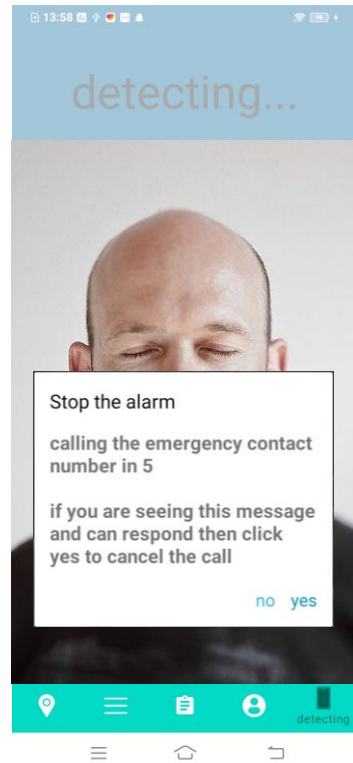 13:58
detecting...
Stop the alarm
calling the emergency contact
number in 5
if you are seeing this message
and can respond then click
yes to cancel the call
no yes
detecting